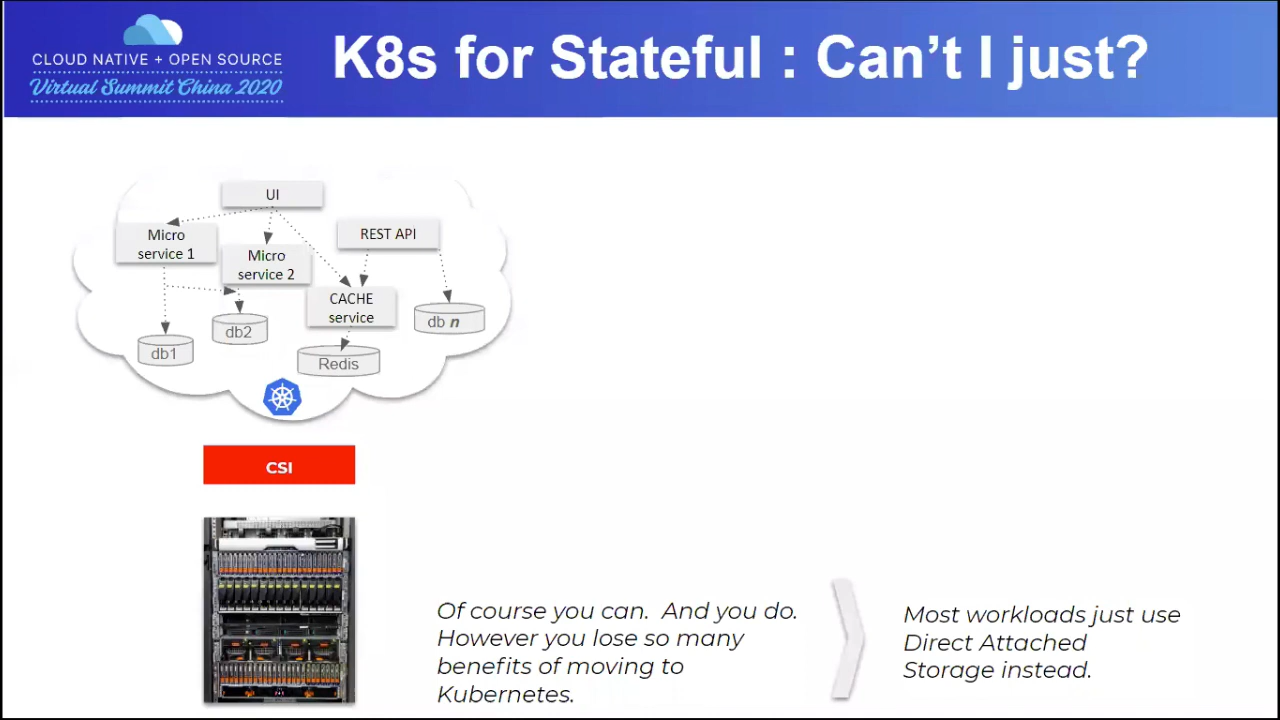 CLOUD NATIVE + OPEN SOURCE
Virtual Summit China 2020
K8s for Stateful : Can't I just?
UI
Micro
service 1
Micro
service 2
REST API
CACHE
service
db1
db2
Redis
db n
CSI
Of course you can. And you do.
However you lose so many
benefits of moving to
Kubernetes.
Most workloads just use
Direct Attached
Storage instead.